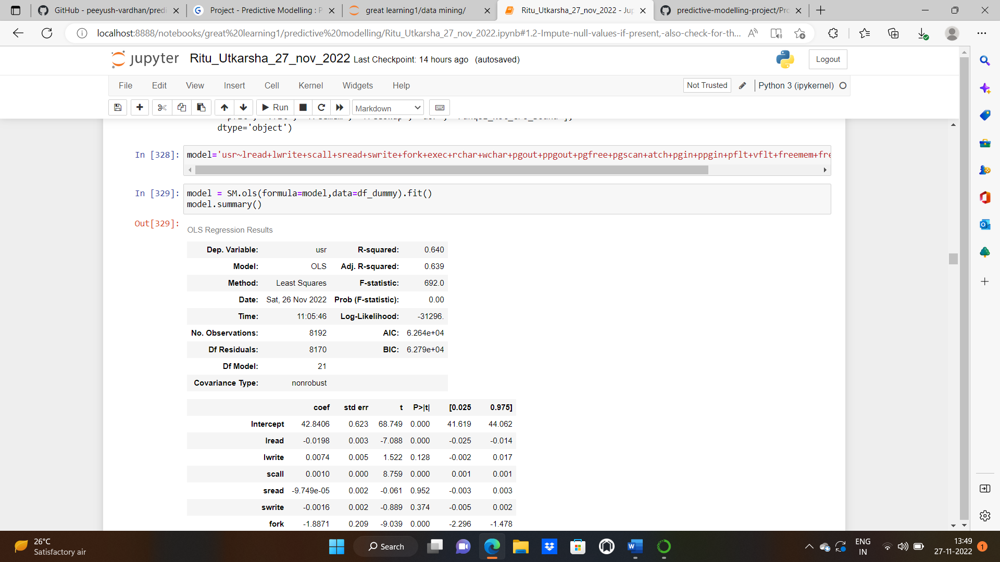 GitHub - peeyush-vardhan/predi
Project - Predictive Modelling : P
great learning1/data mining/
Ritu_Utkarsha_27_nov_2022 - Jup
predictive-modelling-project/Pro
localhost:8888/notebooks/great%20learning1/predictive%20modelling/Ritu_Utkarsha_27_nov_2022.ipynb#1.2-Impute-null-values-if-present,-also-check-for-th...
jupyter Ritu_Utkarsha_27_nov_2022 Last Checkpoint: 14 hours ago (autosaved)
Logout
File Edit View Insert Cell Kernel Widgets Help
Not Trusted Python 3 (ipykernel)
Run Markdown
dtype='object')
In [328]: model='usr~lread+lwrite+scall+sread+swrite+fork+exec+rchar+wchar+pgout+ppgout+pgfree+pgscan+atch+pgin+ppgin+pflt+vflt+freemem+fre
In [329]: model = SM.ols(formula=model,data=df_dummy).fit()
model.summary()
Out[329]:
OLS Regression Results
Dep. Variable: usr R-squared: 0.640
Model: OLS Adj. R-squared: 0.639
Method: Least Squares F-statistic: 692.0
Date: Sat, 26 Nov 2022 Prob (F-statistic): 0.00
Time: 11:05:46 Log-Likelihood: -31296.
No. Observations: 8192 AIC: 6.264e+04
Df Residuals: 8170 BIC: 6.279e+04
Df Model: 21
Covariance Type: nonrobust
coef std err t P>|t| [0.025 0.975]
Intercept 42.8406 0.623 68.749 0.000 41.619 44.062
lread -0.0198 0.003 -7.088 0.000 -0.025 -0.014
lwrite 0.0074 0.005 1.522 0.128 -0.002 0.017
scall 0.0010 0.000 8.759 0.000 0.001 0.001
sread -9.749e-05 0.002 -0.061 0.952 -0.003 0.003
swrite -0.0016 0.002 -0.889 0.374 -0.005 0.002
fork -1.8871 0.209 -9.039 0.000 -2.296 -1.478
26°C
Satisfactory air
Search
ENG
IN
13:49
27-11-2022
1